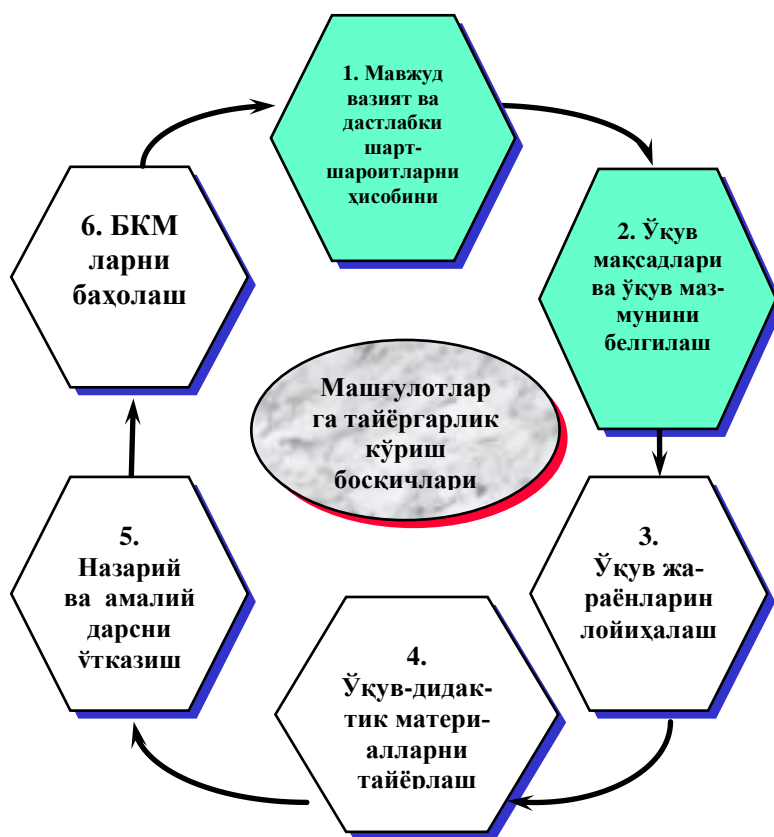 1. Мавжуд
вазият ва
дастлабки
шарт-
шароитларни
ҳисобини
2. Ўқув
мақсадлари
ва ўқув маз-
мунини
белгилаш
3.
Ўқув жа-
раёнларин
лойиҳалаш
4.
Ўқув-дидак-
тик матери-
алларни
тайёрлаш
5.
Назарий
ва амалий
дарсни
ўтказиш
6. БКМ
ларни
баҳолаш
Машғулотлар
га тайёргарлик
кўриш
босқичлари